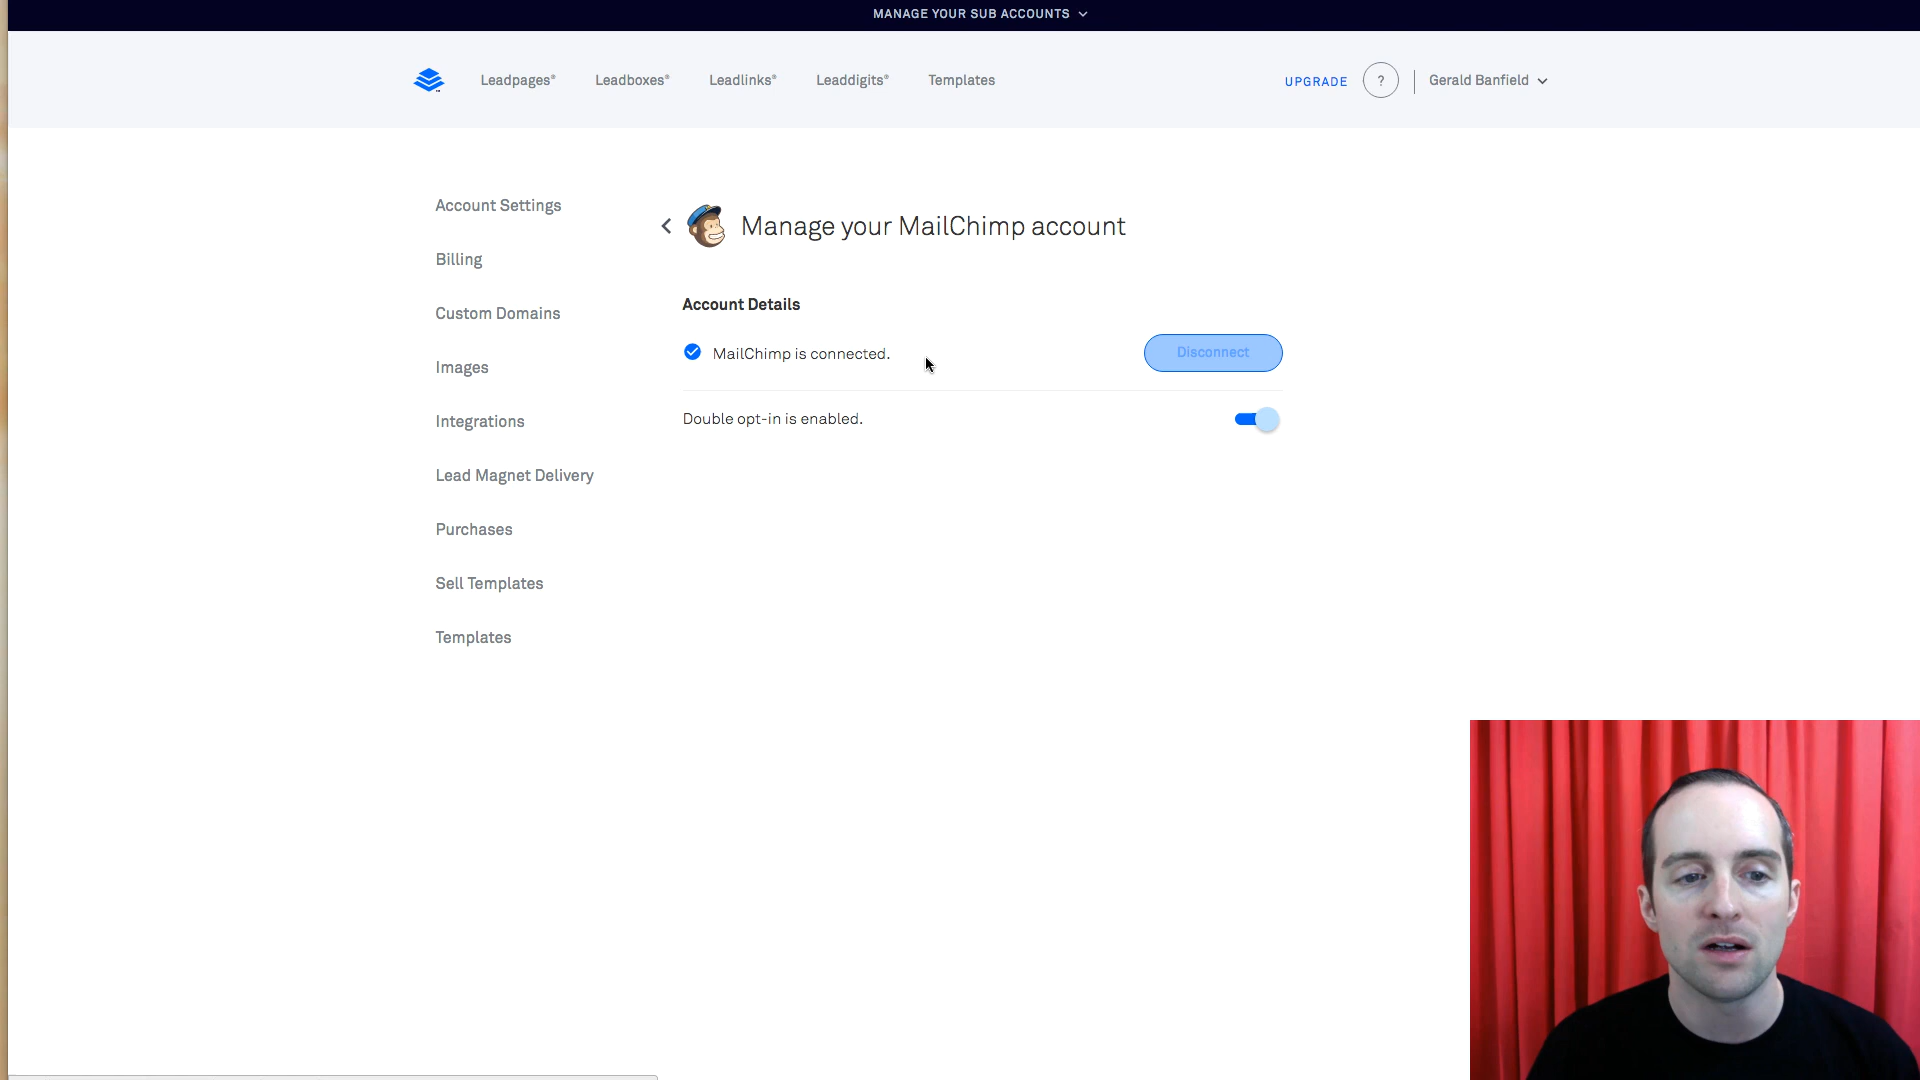 MANAGE YOUR SUB ACCOUNTS
Leadpages®
Leadboxes®
Leadlinks®
Leaddigits®
Templates
UPGRADE
?
Gerald Banfield
Account Settings
Billing
Custom Domains
Images
Integrations
Lead Magnet Delivery
Purchases
Sell Templates
Templates
Manage your MailChimp account
Account Details
MailChimp is connected.
Disconnect
Double opt-in is enabled.